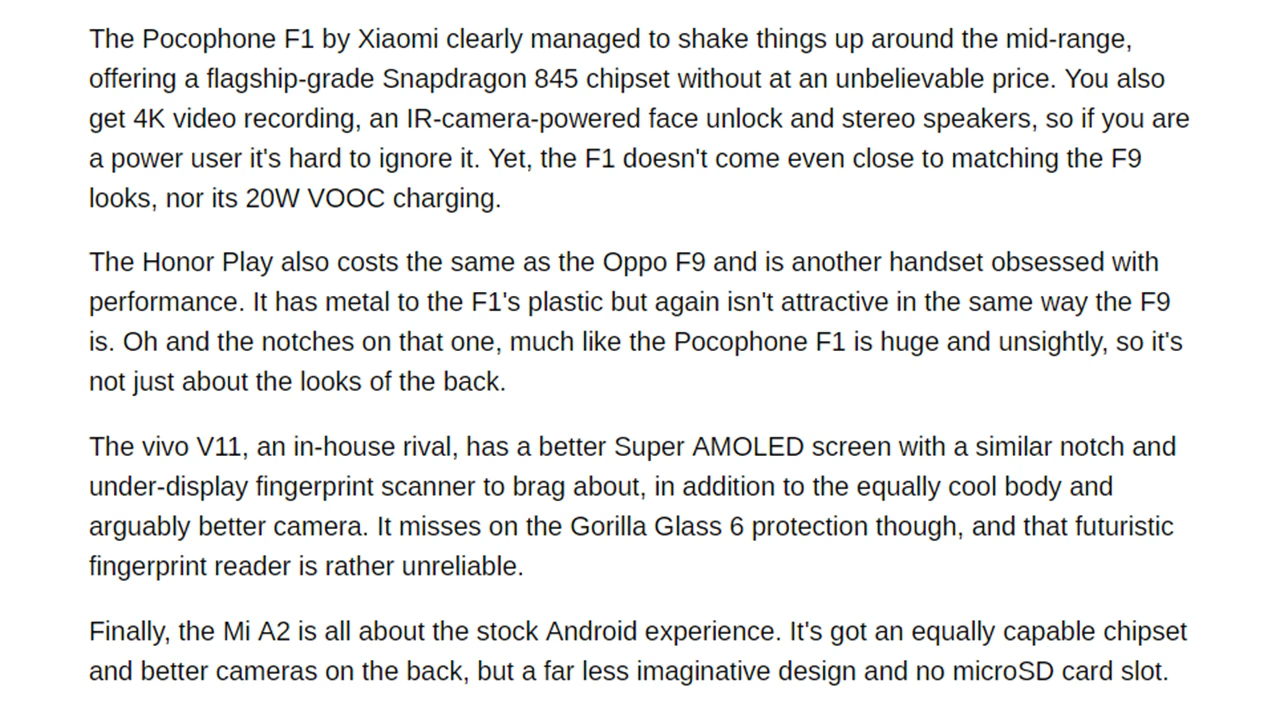 The Pocophone F1 by Xiaomi clearly managed to shake things up around the mid-range,
offering a flagship-grade Snapdragon 845 chipset without at an unbelievable price. You also
get 4K video recording, an IR-camera-powered face unlock and stereo speakers, so if you are
a power user it's hard to ignore it. Yet, the F1 doesn't come even close to matching the F9
looks, nor its 20W VOOC charging.
The Honor Play also costs the same as the Oppo F9 and is another handset obsessed with
performance. It has metal to the F1's plastic but again isn't attractive in the same way the F9
is. Oh and the notches on that one, much like the Pocophone F1 is huge and unsightly, so it's
not just about the looks of the back.
The vivo V11, an in-house rival, has a better Super AMOLED screen with a similar notch and
under-display fingerprint scanner to brag about, in addition to the equally cool body and
arguably better camera. It misses on the Gorilla Glass 6 protection though, and that futuristic
fingerprint reader is rather unreliable.
Finally, the Mi A2 is all about the stock Android experience. It's got an equally capable chipset
and better cameras on the back, but a far less imaginative design and no microSD card slot.